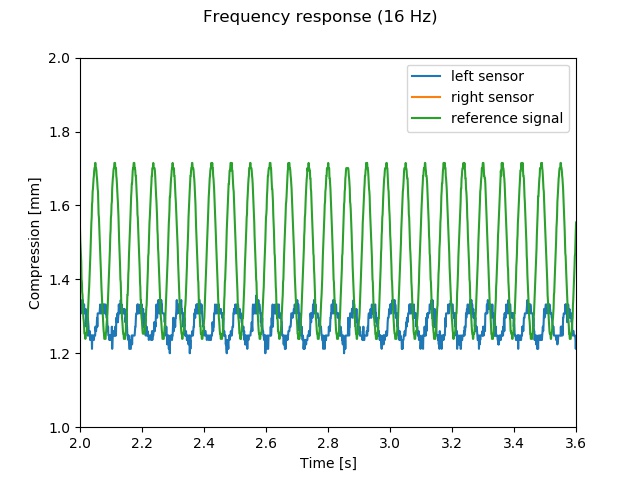 Frequency response (16 Hz)
left sensor
right sensor
reference signal
Compression [mm]
2.0
1.8
1.6
1.4
1.2
1.0
2.0 2.2 2.4 2.6 2.8 3.0 3.2 3.4 3.6
Time [s]